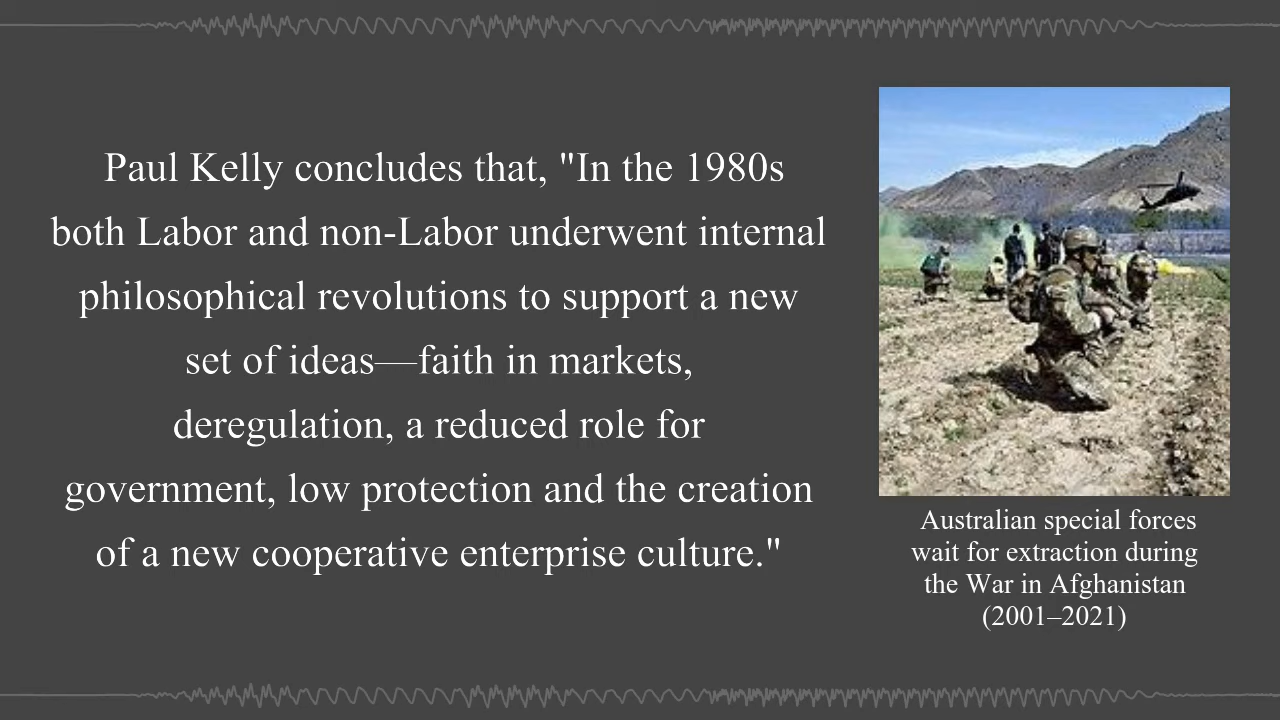 Paul Kelly concludes that, "In the 1980s
both Labor and non-Labor underwent internal
philosophical revolutions to support a new
set of ideas—faith in markets,
deregulation, a reduced role for
government, low protection and the creation
of a new cooperative enterprise culture."
Australian special forces
wait for extraction during
the War in Afghanistan
(2001–2021)